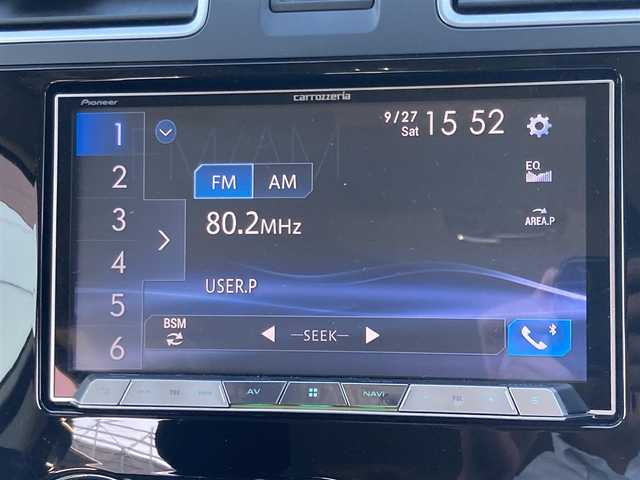 Pioneer
carrozzeria
FM/AM
9/27
Sat
15 52
1
2
3
4
5
6
FM
AM
EQ
80.2MHz
AREA.P
USER.P
BSM
SEEK
AV
NAVI